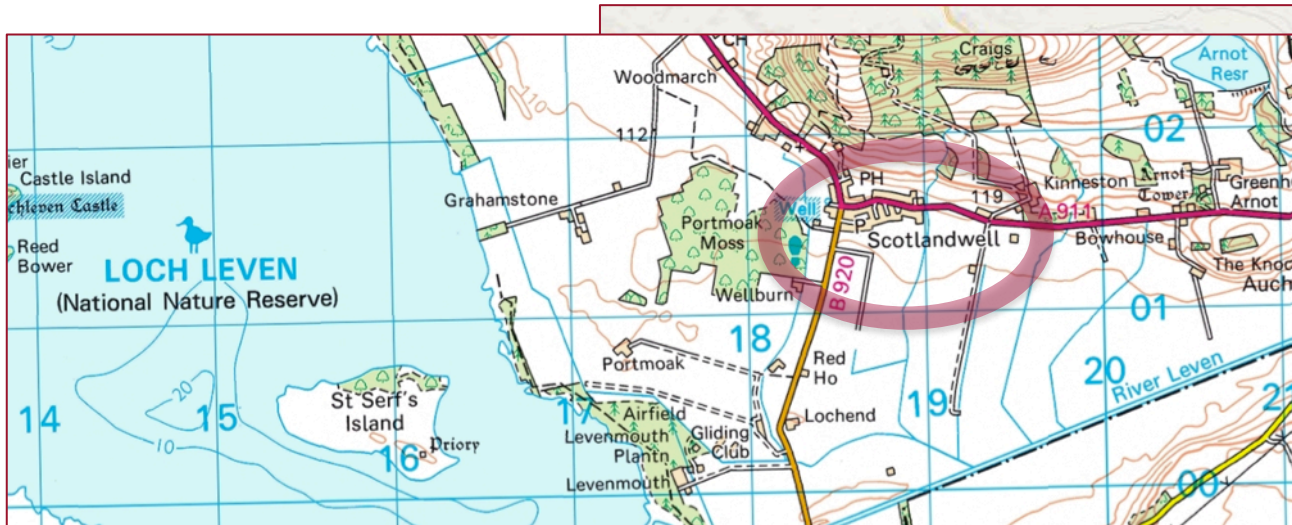 CH
Craigs
Arnot
Resr
Woodmarch
10
112
02
ier
Castle Island
chleven Castle
Grahamstone
PH
119
Kinneston
Arnot
Tower
Greenh
Arnot
Well
A 911
Portmoak
Moss
P
Scotlandwell
Bowhouse
Reed
Bower
LOCH LEVEN
(National Nature Reserve)
The Knoc
Auch
Wellburn
B 920
01
18
Portmoak
Red
Ho
20
River Leven
14
20
15
St Serf's
Island
17
Airfield
Lochend
19
21
10
16
Priory
Levenmouth
Plantn
Gliding
Club
Levenmouth
00